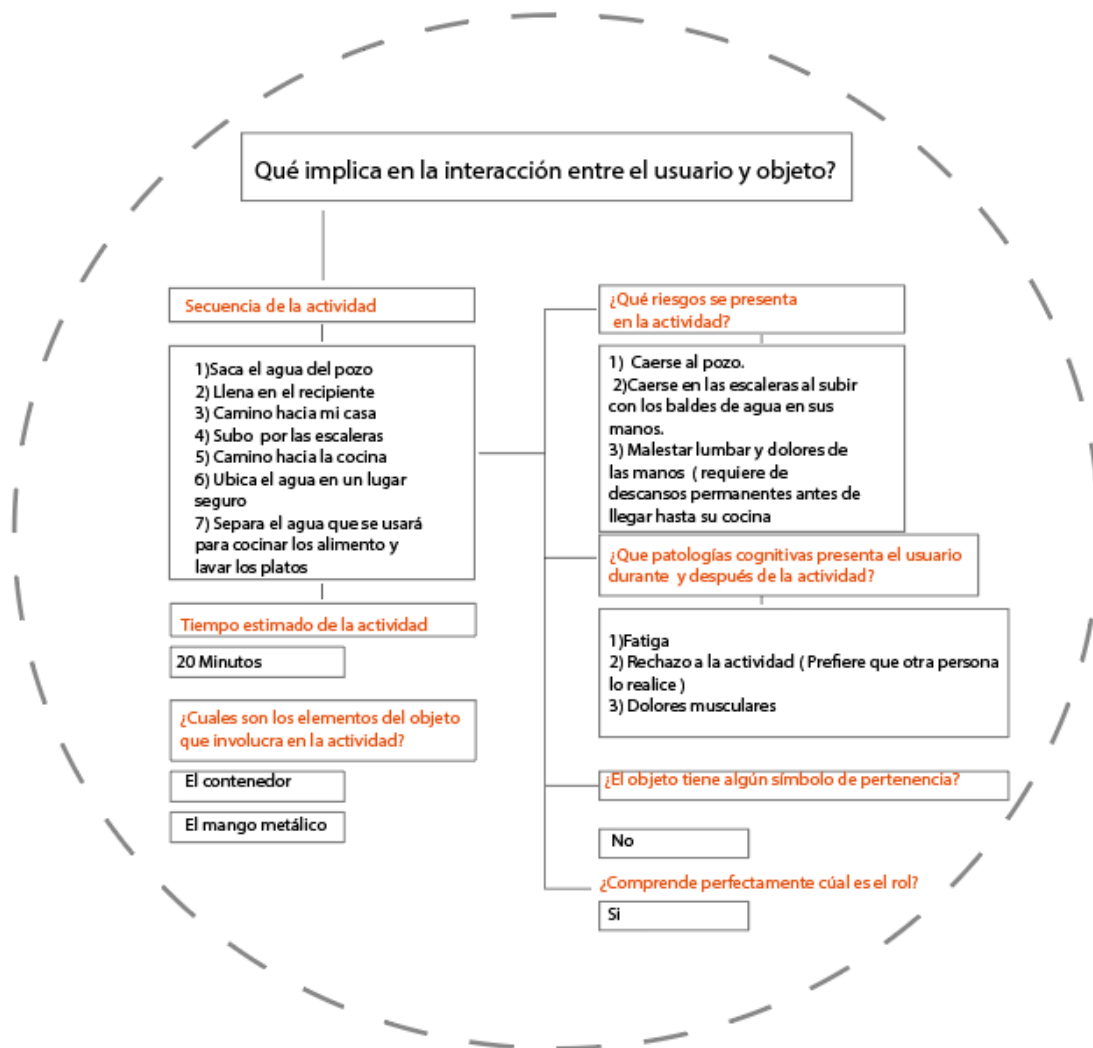 Qué implica en la interacción entre el usuario y objeto?
Secuencia de la actividad
1)Saca el agua del pozo
2) Llena en el recipiente
3) Camino hacia mi casa
4) Subo por las escaleras
5) Camino hacia la cocina
6) Ubica el agua en un lugar
seguro
7) Separa el agua que se usará
para cocinar los alimento y
lavar los platos
Tiempo estimado de la actividad
20 Minutos
¿Cuales son los elementos del objeto
que involucra en la actividad?
El contenedor
El mango metálico
¿Qué riesgos se presenta
en la actividad?
1) Caerse al pozo.
2)Caerse en las escaleras al subir
con los baldes de agua en sus
manos.
3) Malestar lumbar y dolores de
las manos ( requiere de
descansos permanentes antes de
llegar hasta su cocina
¿Que patologías cognitivas presenta el usuario
durante y después de la actividad?
1)Fatiga
2) Rechazo a la actividad ( Prefiere que otra persona
lo realice )
3) Dolores musculares
¿El objeto tiene algún símbolo de pertenencia?
No
¿Comprende perfectamente cúal es el rol?
Si